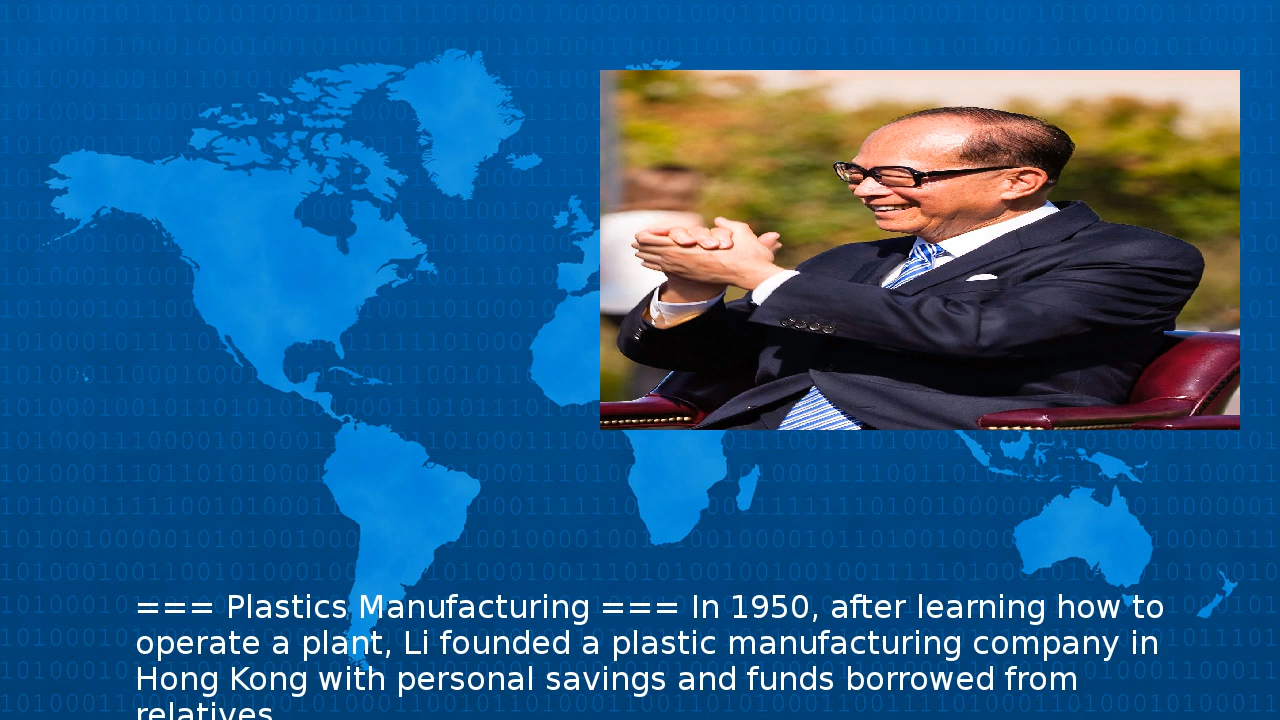 === Plastics Manufacturing === In 1950, after learning how to
operate a plant, Li founded a plastic manufacturing company in
Hong Kong with personal savings and funds borrowed from
relatives